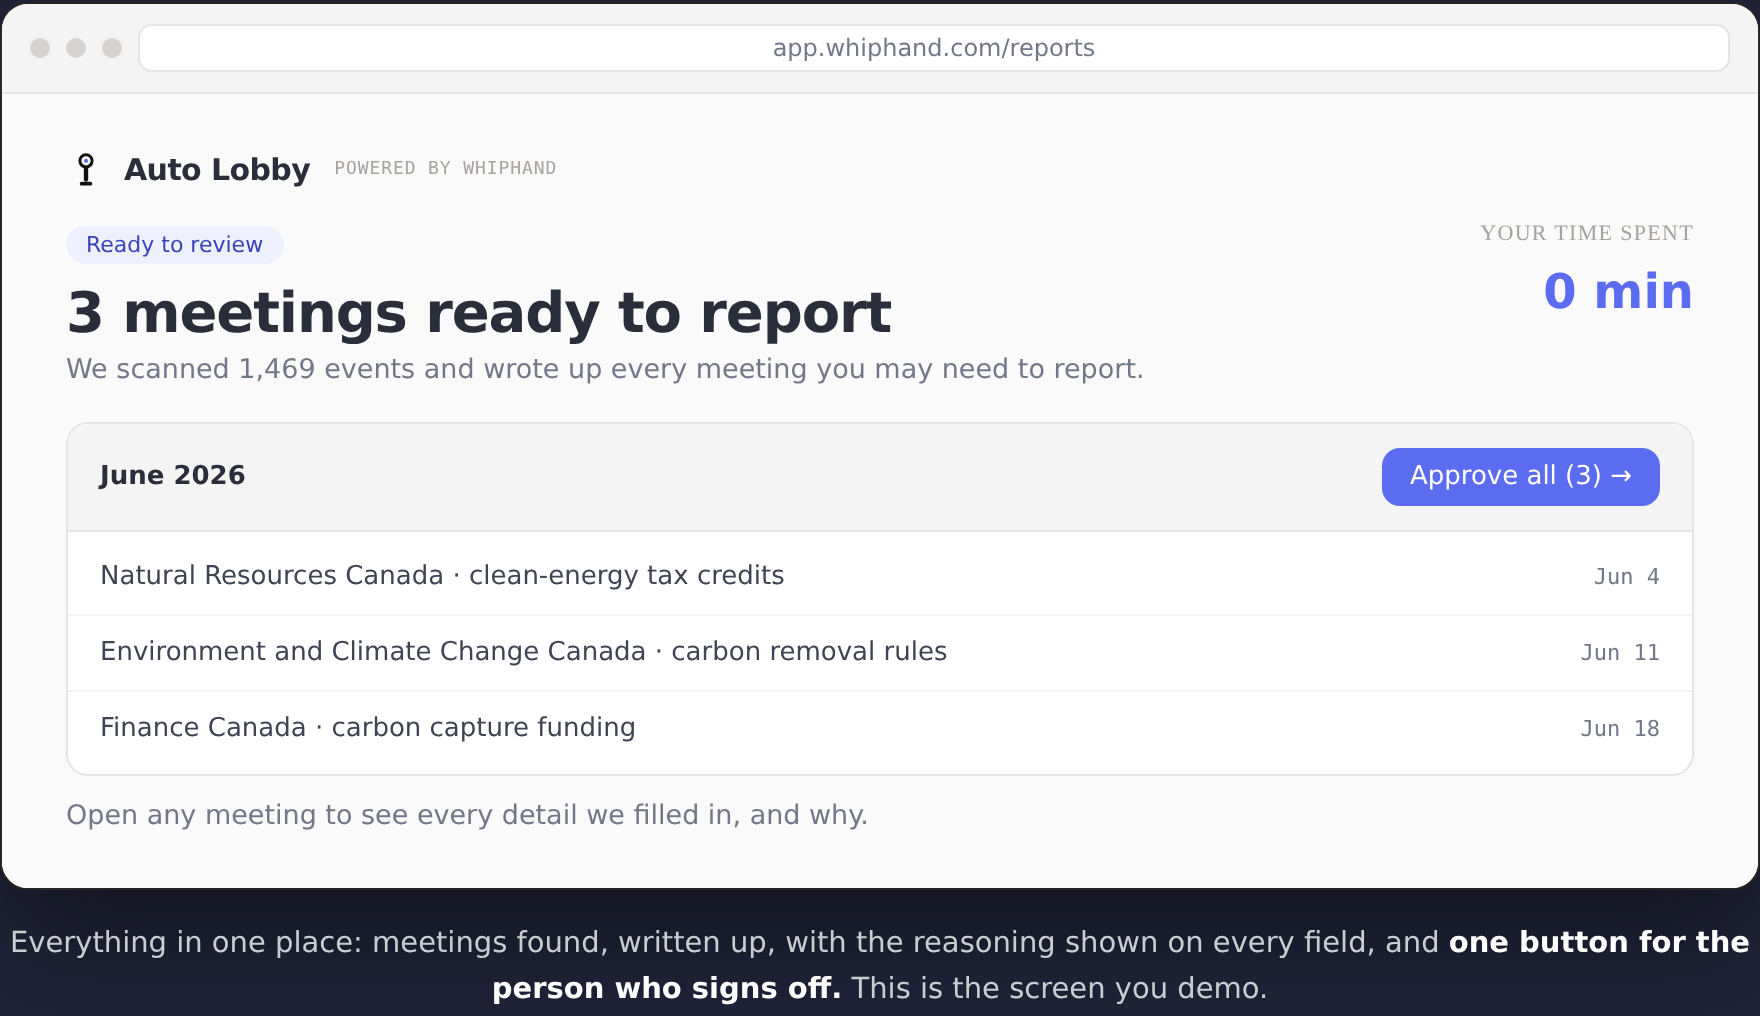 app.whiphand.com/reports
Auto Lobby POWERED BY WHIPHAND
Ready to review
YOUR TIME SPENT
0 min
3 meetings ready to report
We scanned 1,469 events and wrote up every meeting you may need to report.
June 2026 Approve all (3) →
Natural Resources Canada · clean-energy tax credits Jun 4
Environment and Climate Change Canada · carbon removal rules Jun 11
Finance Canada · carbon capture funding Jun 18
Open any meeting to see every detail we filled in, and why.
Everything in one place: meetings found, written up, with the reasoning shown on every field, and one button for the
person who signs off. This is the screen you demo.